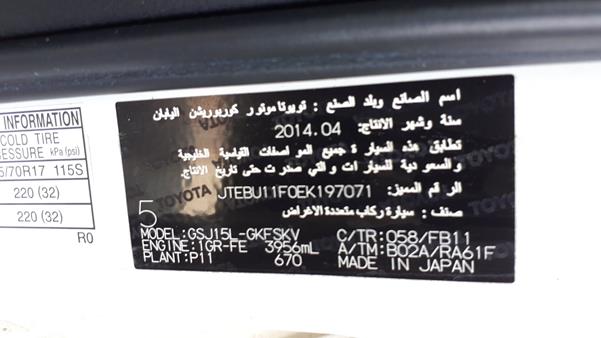 INFORMATION
COLD TIRE
ESSURE kPa(psi)
5/70R17 115S
220 (32)
220 (32)
R0
اسم الصانع وبلد الصنع : تويوتا موتور كوربوريشن اليابان
سنة وشهر الانتاج: 2014.04
تطابق هذه السيارة جميع المواصفات القياسية الخليجية
والسعودية للسيارات والتي صدرت حتى تاريخ الانتاج.
الرقم المميز: JTEBU11F0EK197071
صنف : سيارة ركاب متعددة الاغراض
5
MODEL:GSJ15L-GKFSKV C/TR:058/FB11
ENGINE:1GR-FE 3956mL A/TM:B02A/RA61F
PLANT:P11 670 MADE IN JAPAN